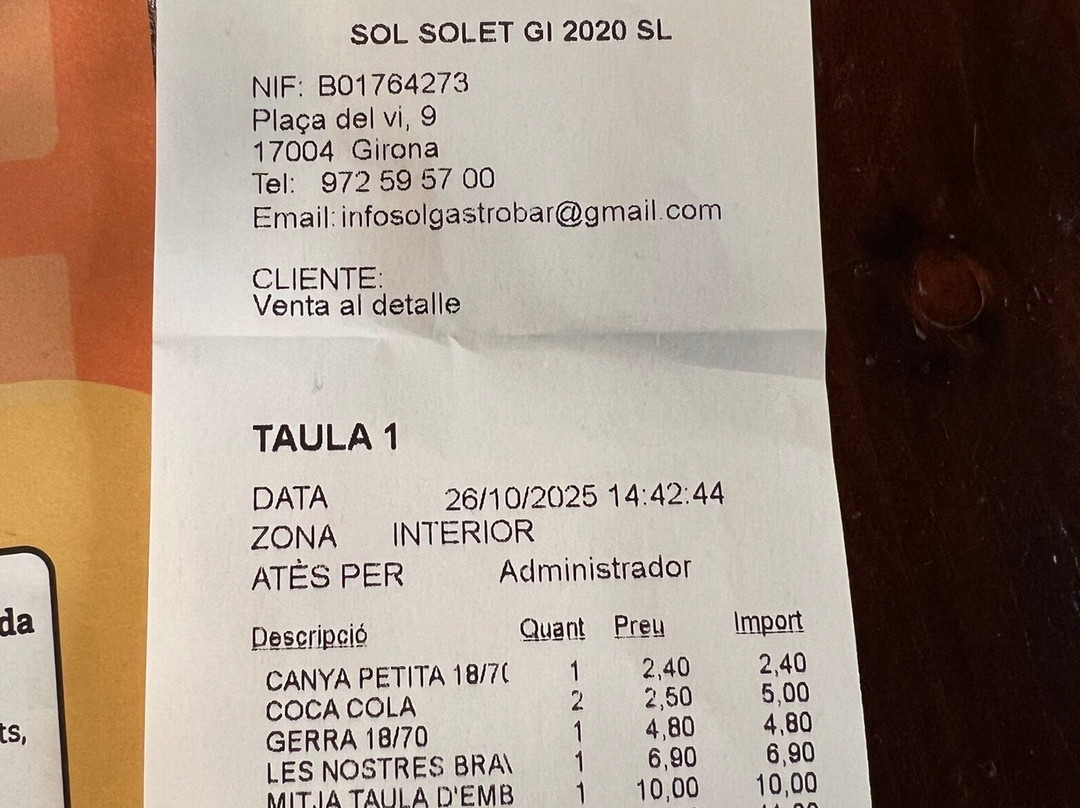 SOL SOLET GI 2020 SL
NIF: B01764273
Plaça del vi, 9
17004 Girona
Tel: 972 59 57 00
Email: infosolgastrobar@gmail.com
CLIENTE:
Venta al detalle
TAULA 1
DATA 26/10/2025 14:42:44
ZONA INTERIOR
ATÈS PER Administrador
Descripció Quant Preu Import
CANYA PETITA 18/70 1 2,40 2,40
COCA COLA 2 2,50 5,00
GERRA 18/70 1 4,80 4,80
LES NOSTRES 1 6,90 6,90
MITJA TAULA D'EMB 1 10,00 10,00
da
ts,